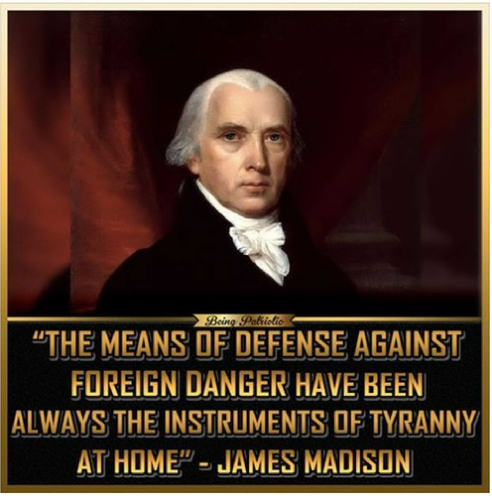 Being Patriotic
“THE MEANS OF DEFENSE AGAINST
FOREIGN DANGER HAVE BEEN
ALWAYS THE INSTRUMENTS OF TYRANNY
AT HOME” - JAMES MADISON